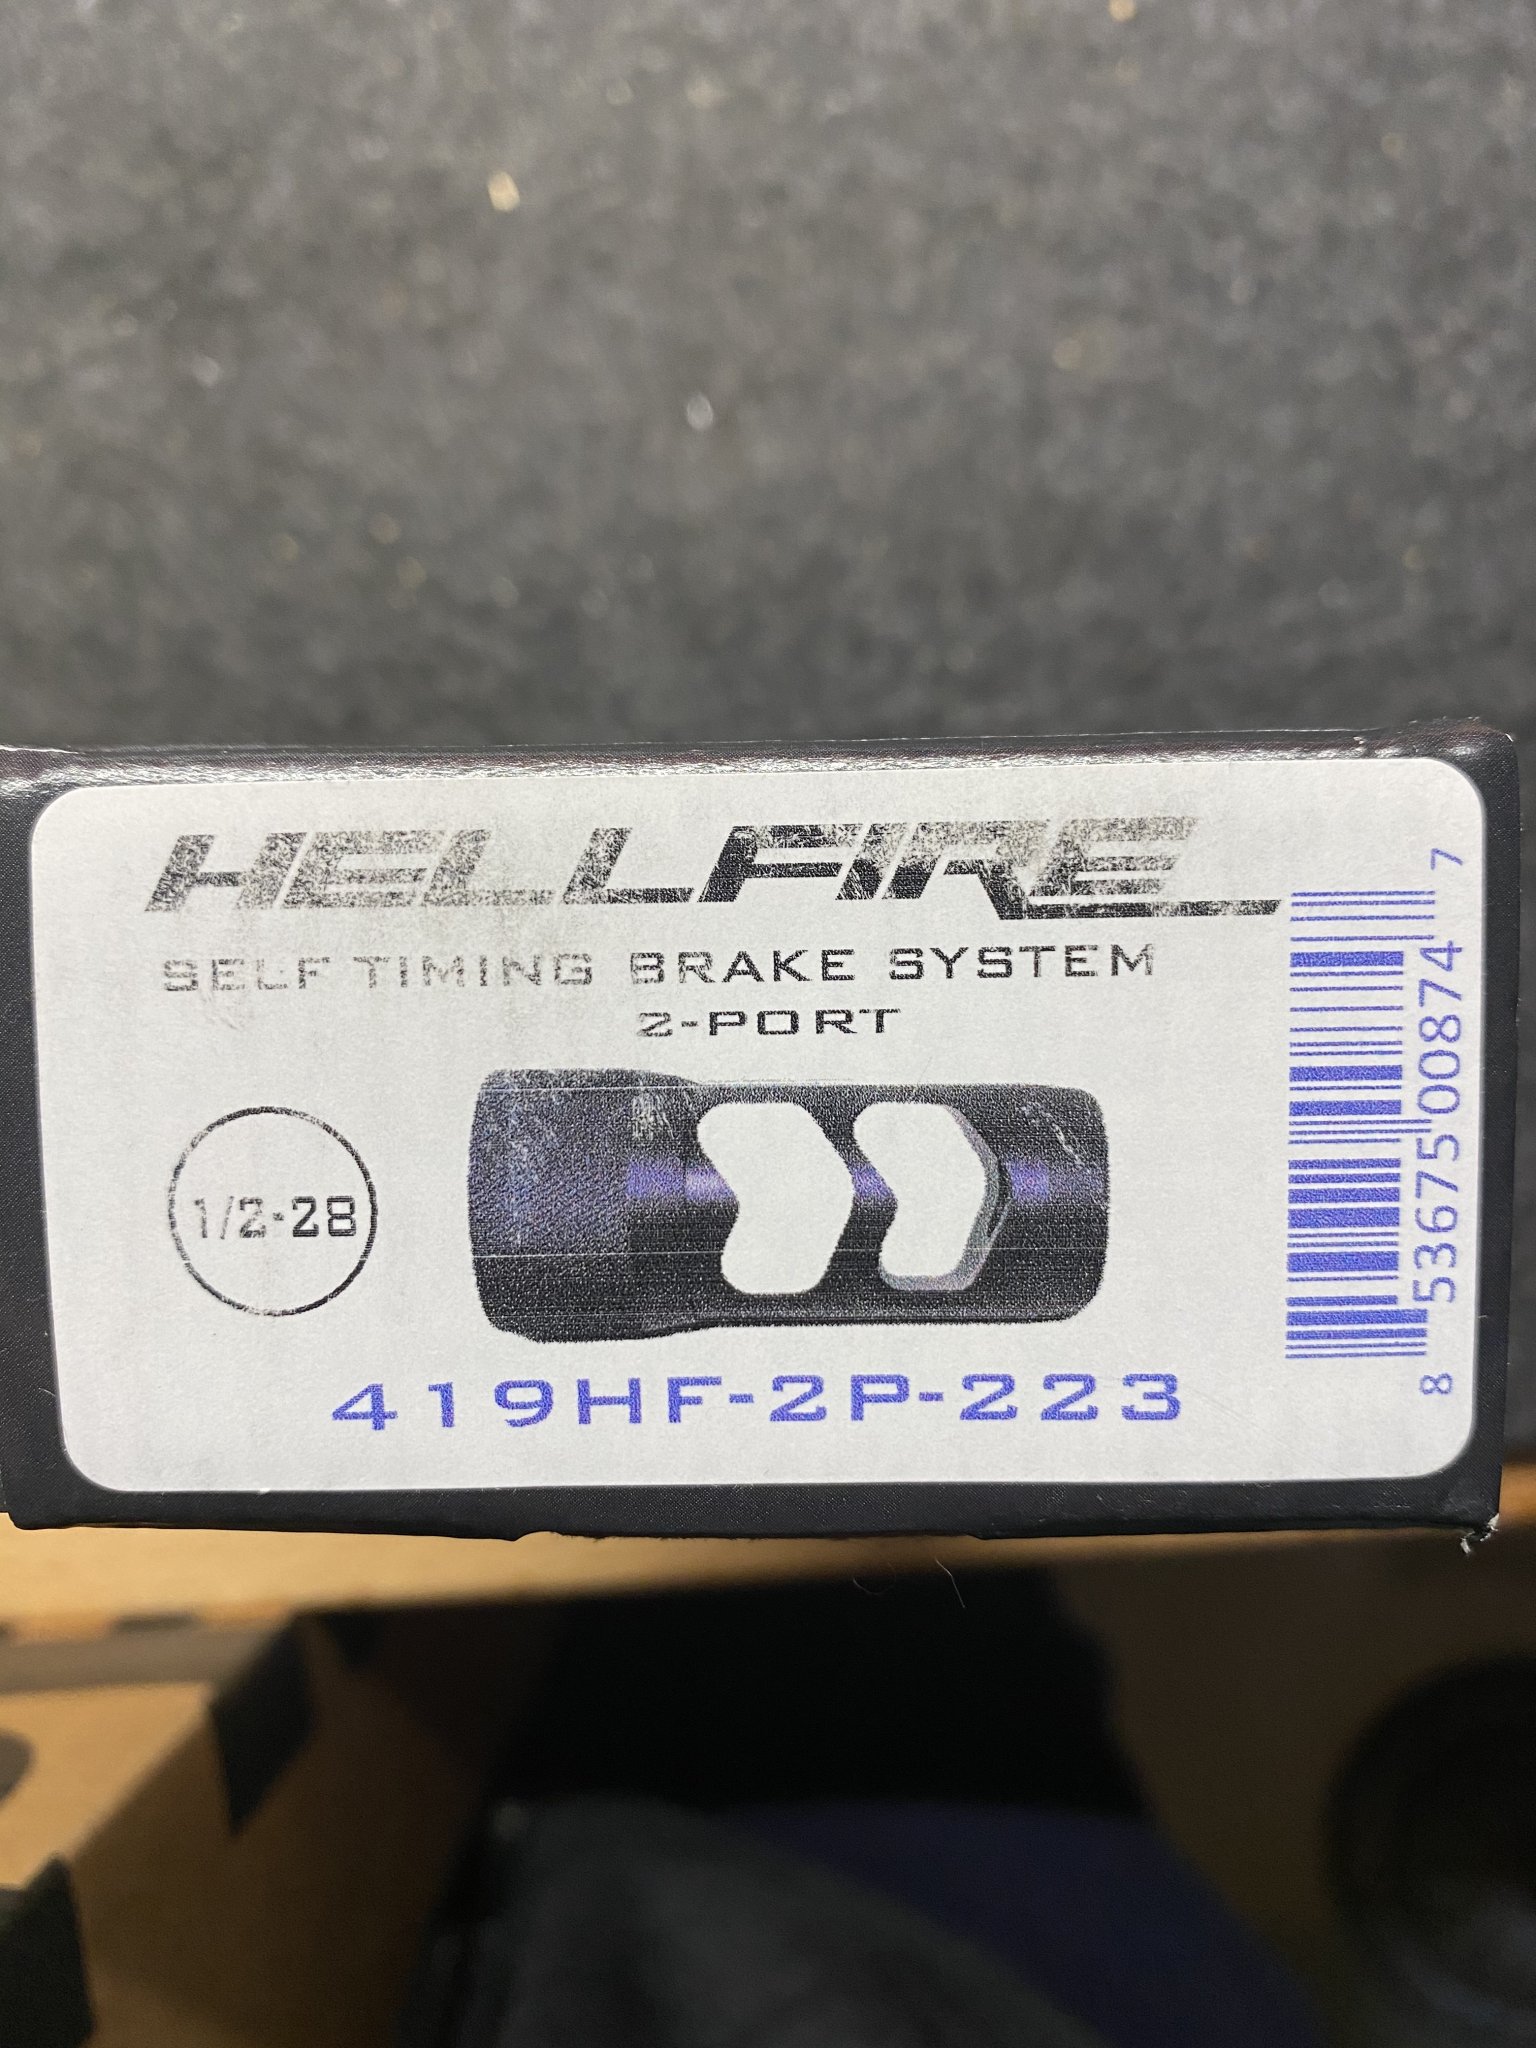 HELLFIRE
SELF TIMING BRAKE SYSTEM
2-PORT
1/2-28
419HF-2P-223
8 53675 00874 7